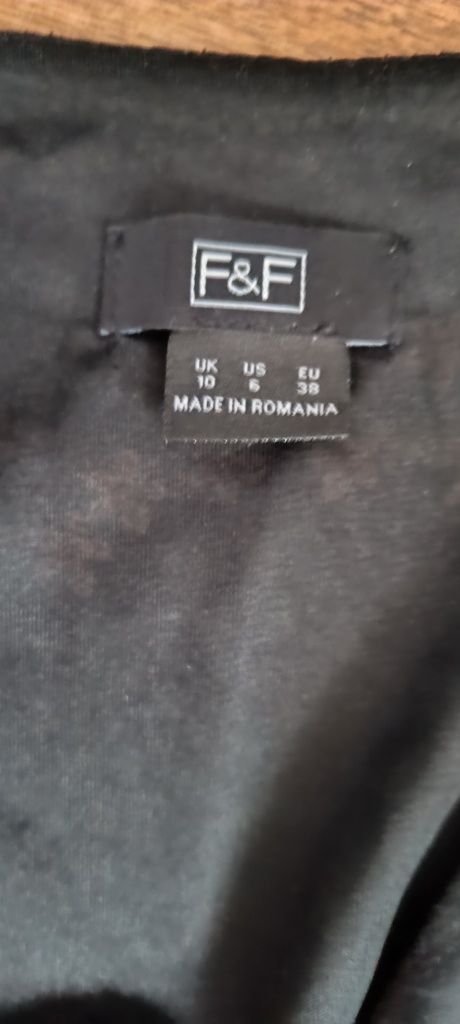 F&F
UK US EU
10 6 38
MADE IN ROMANIA